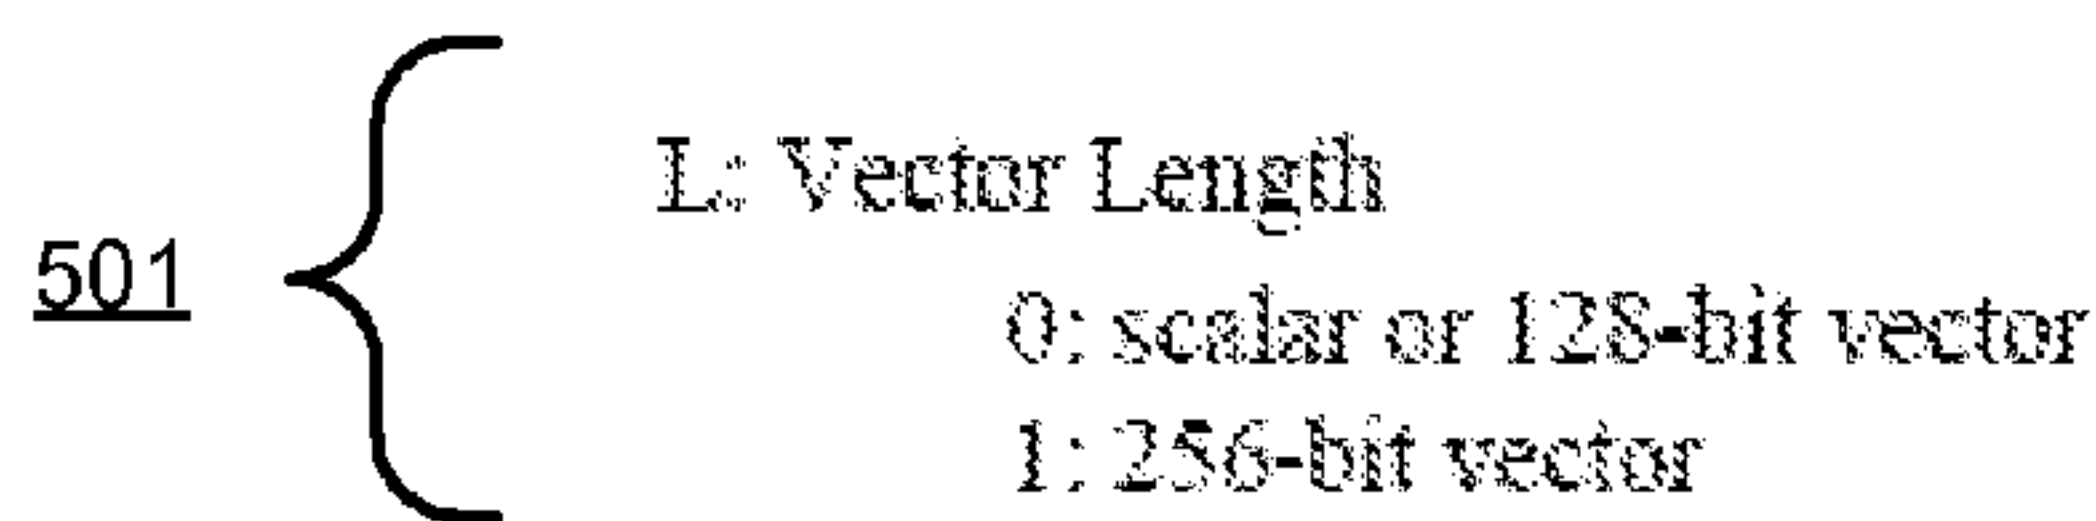 L: Vector Length
501
0: scalar or 128-bit vector
1: 256-bit vector